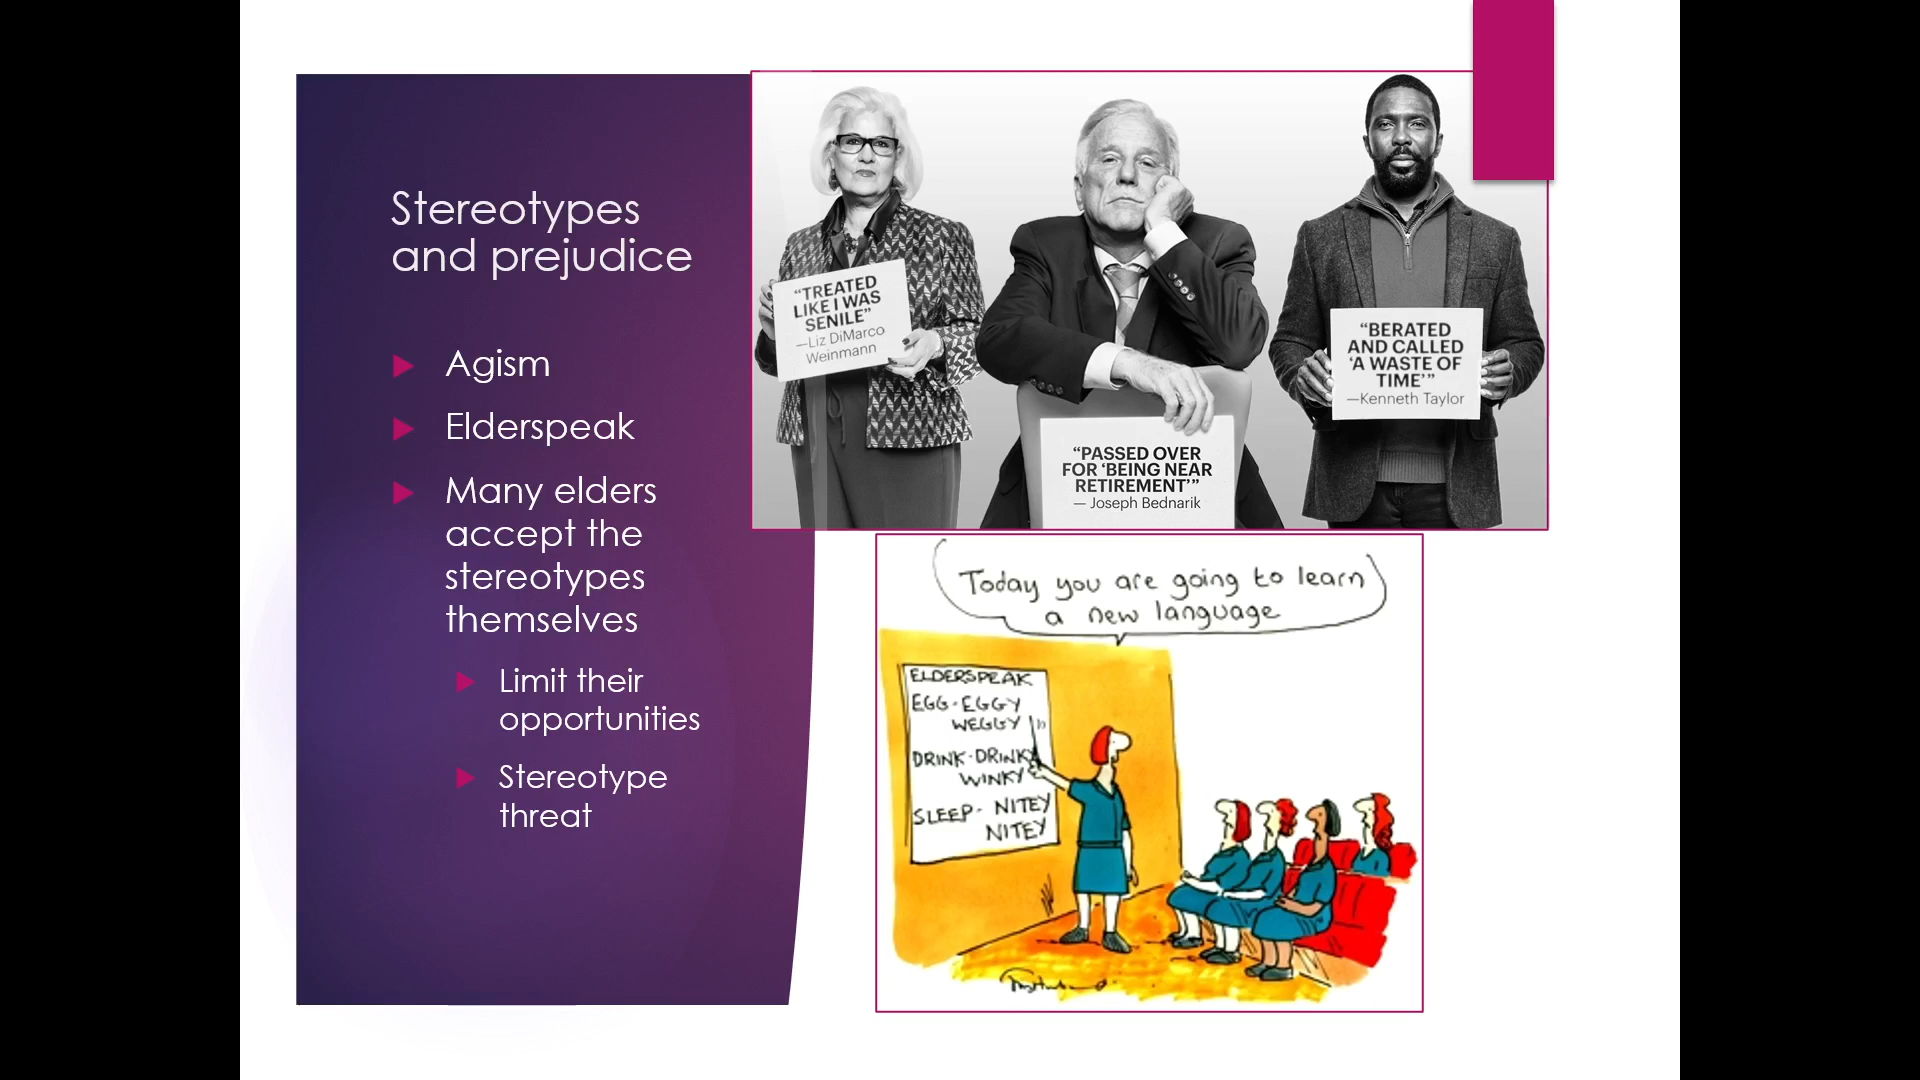 Stereotypes
and prejudice
Agism
Elderspeak
Many elders
accept the
stereotypes
themselves
Limit their
opportunities
Stereotype
threat
“TREATED
LIKE I WAS
SENILE”
—Liz DiMarco
Weinmann
“PASSED OVER
FOR ‘BEING NEAR
RETIREMENT’”
— Joseph Bednarik
“BERATED
AND CALLED
‘A WASTE OF
TIME’”
—Kenneth Taylor
Today you are going to learn
a new language
ELDERSPEAK
EGG-EGGY
WEGGY
DRINK-DRINKY
WINKY
SLEEP- NITEY
NITEY